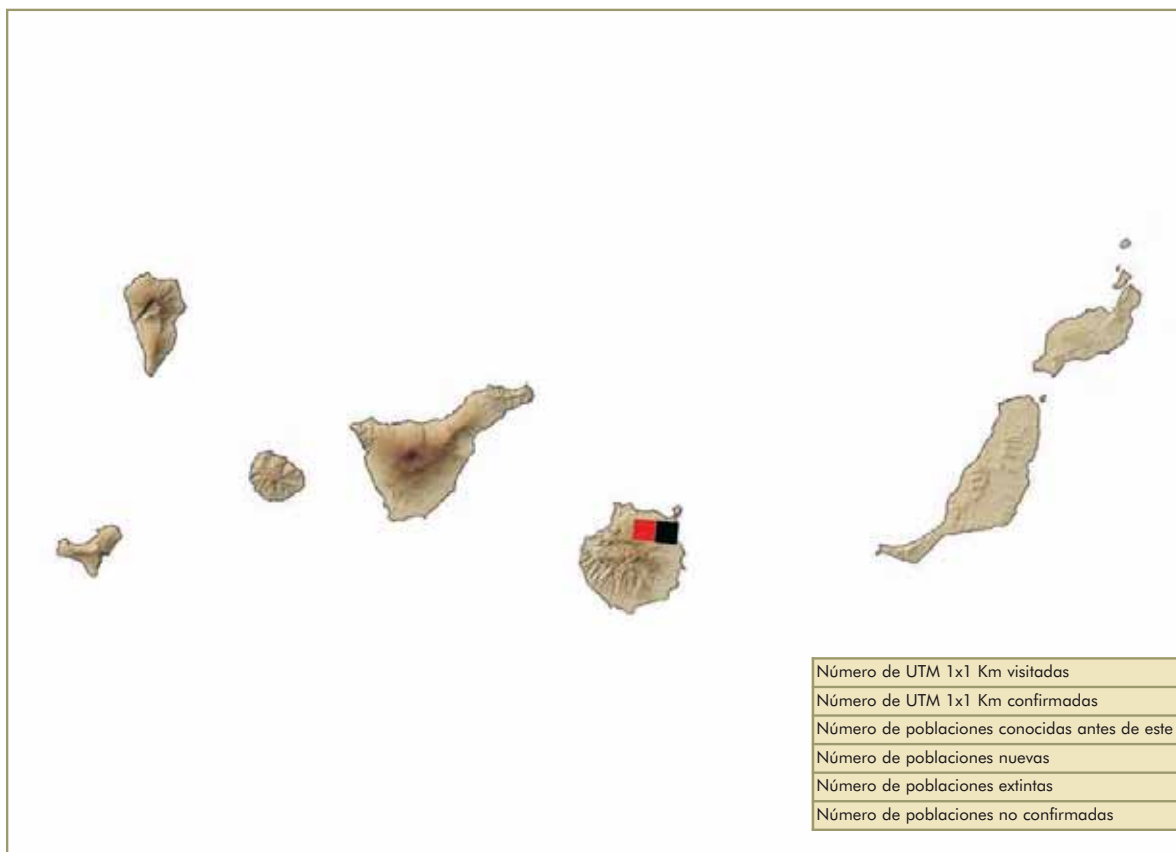 Número de UTM 1x1 Km visitadas
Número de UTM 1x1 Km confirmadas
Número de poblaciones conocidas antes de este
Número de poblaciones nuevas
Número de poblaciones extintas
Número de poblaciones no confirmadas